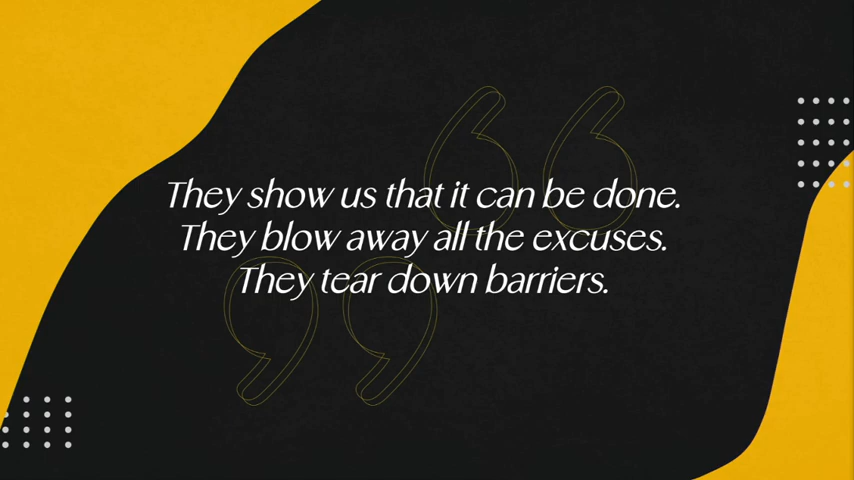 They show us that it can be done.
They blow away all the excuses.
They tear down barriers.